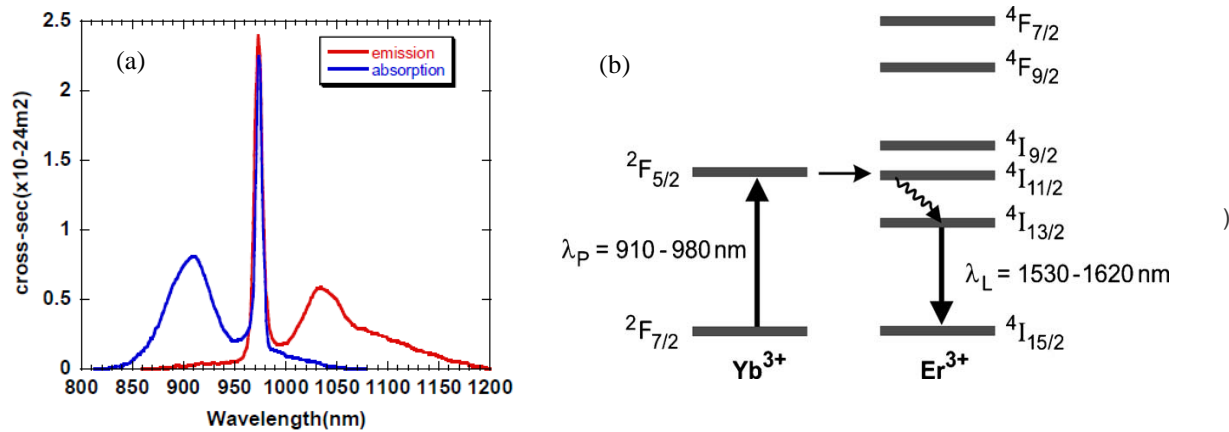 (a)
cross-sec(x10-24m2)
2.5
2
1.5
1
0.5
0
800 850 900 950 1000 1050 1100 1150 1200
Wavelength(nm)
emission
absorption
(b)
⁴F₇/₂
⁴F₉/₂
⁴I₉/₂
²F₅/₂
⁴I₁₁/₂
⁴I₁₃/₂
)
λP = 910 - 980 nm
λL = 1530 - 1620 nm
²F₇/₂
⁴I₁₅/₂
Yb³⁺
Er³⁺